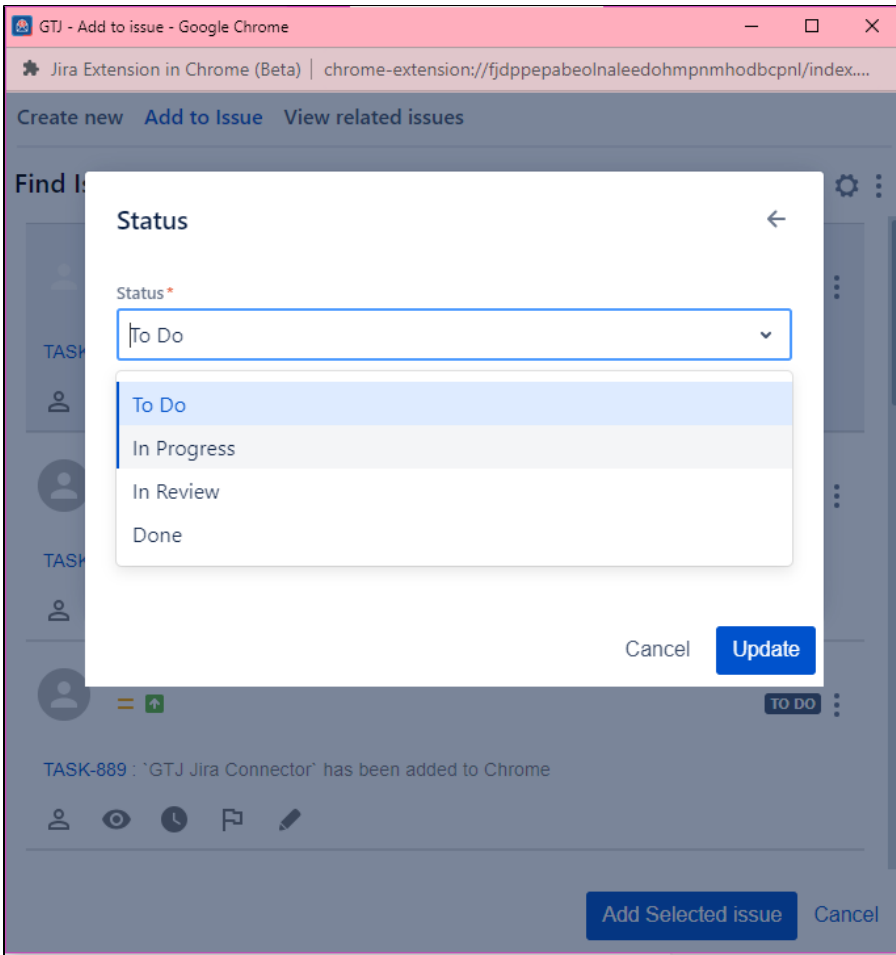 GTJ - Add to issue - Google Chrome
Jira Extension in Chrome (Beta) | chrome-extension://fjdppepabeolnaleedohmpnmhodbcpnl/index....
Create new Add to Issue View related issues
Find I
Status
Status*
To Do
TASK
To Do
In Progress
In Review
Done
TASK
Cancel Update
TO DO
TASK-889 : `GTJ Jira Connector` has been added to Chrome
Add Selected issue Cancel